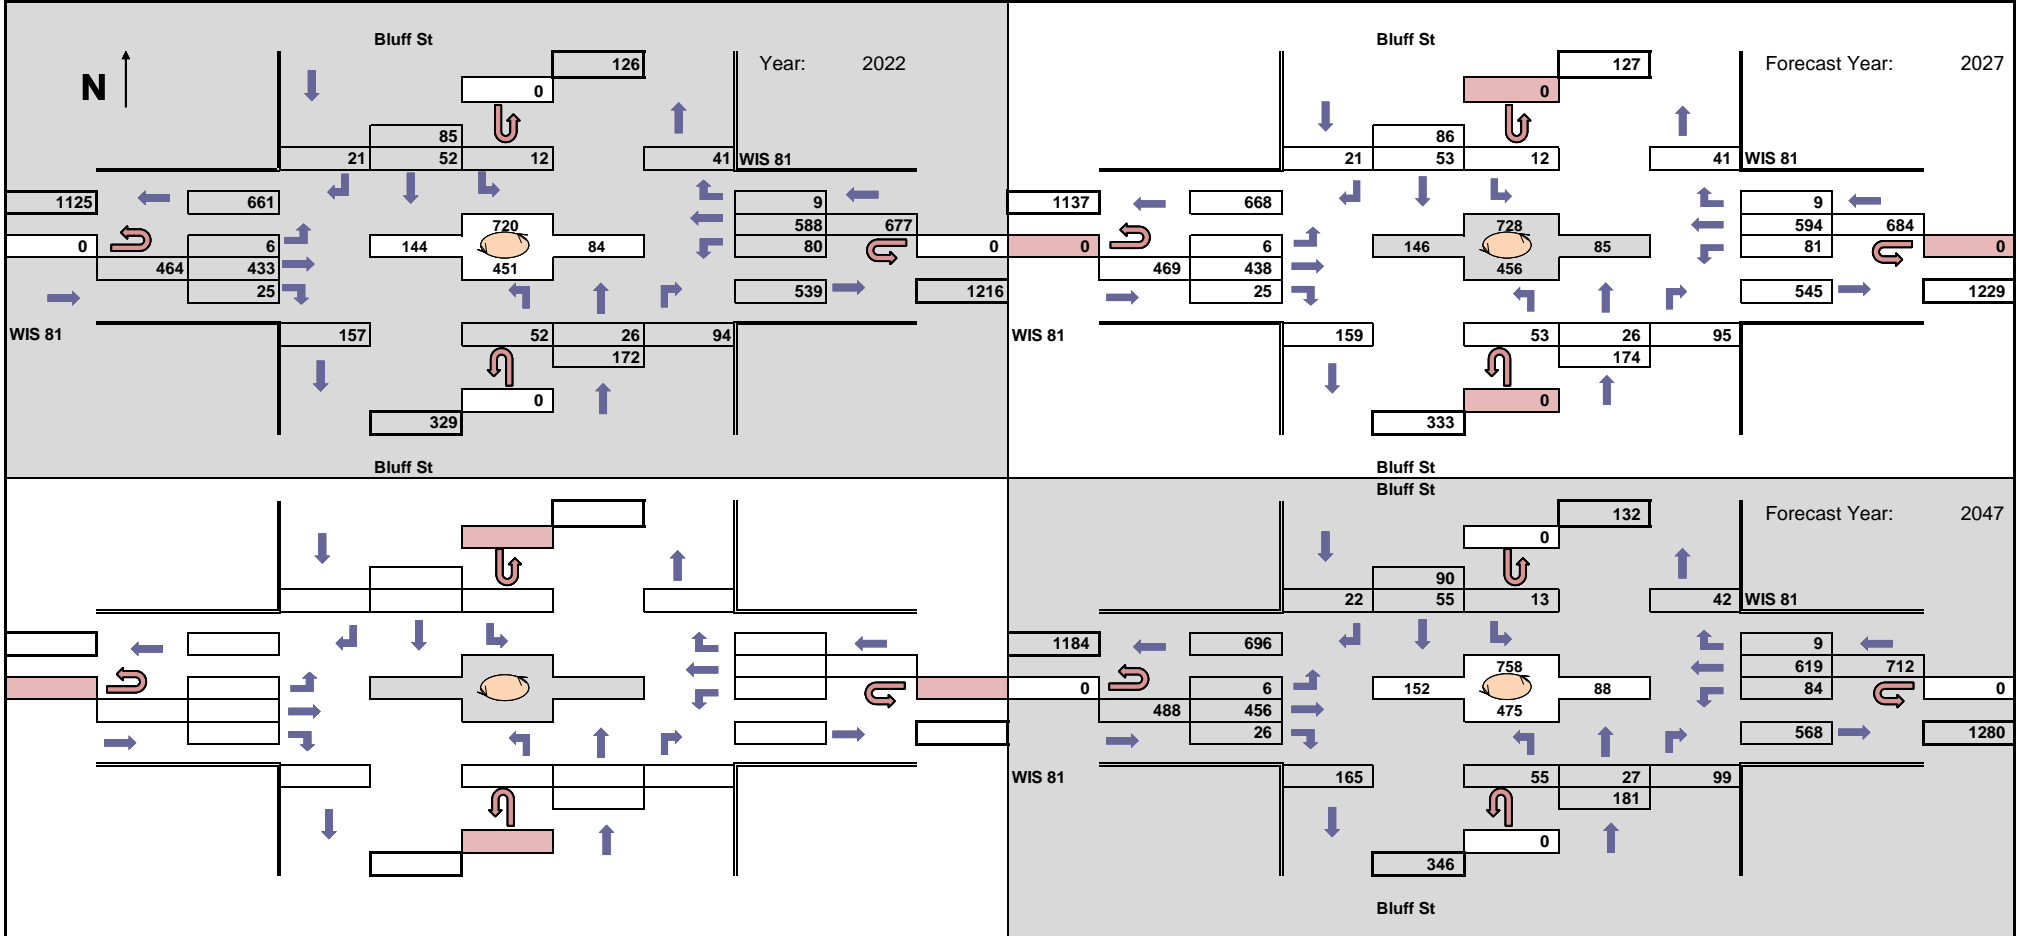 Bluff St
126
N
Year: 2022
0
85
21 52 12
41 WIS 81
1125 661
9
588 677
720
0 6
144 84
80 0
464 433
451
25
539 1216
WIS 81
157
52 26 94
172
0
329
Bluff St
Bluff St
127
Forecast Year: 2027
0
86
21 53 12
41 WIS 81
1137 668
9
594 684
728
0 6
146 85
81 0
469 438
456
25
545 1229
WIS 81
159
53 26 95
174
0
333
Bluff St
Bluff St
132
Forecast Year: 2047
0
90
22 55 13
42 WIS 81
1184 696
9
619 712
758
0 6
152 88
84 0
488 456
475
26
568 1280
WIS 81
165
55 27 99
181
0
346
Bluff St